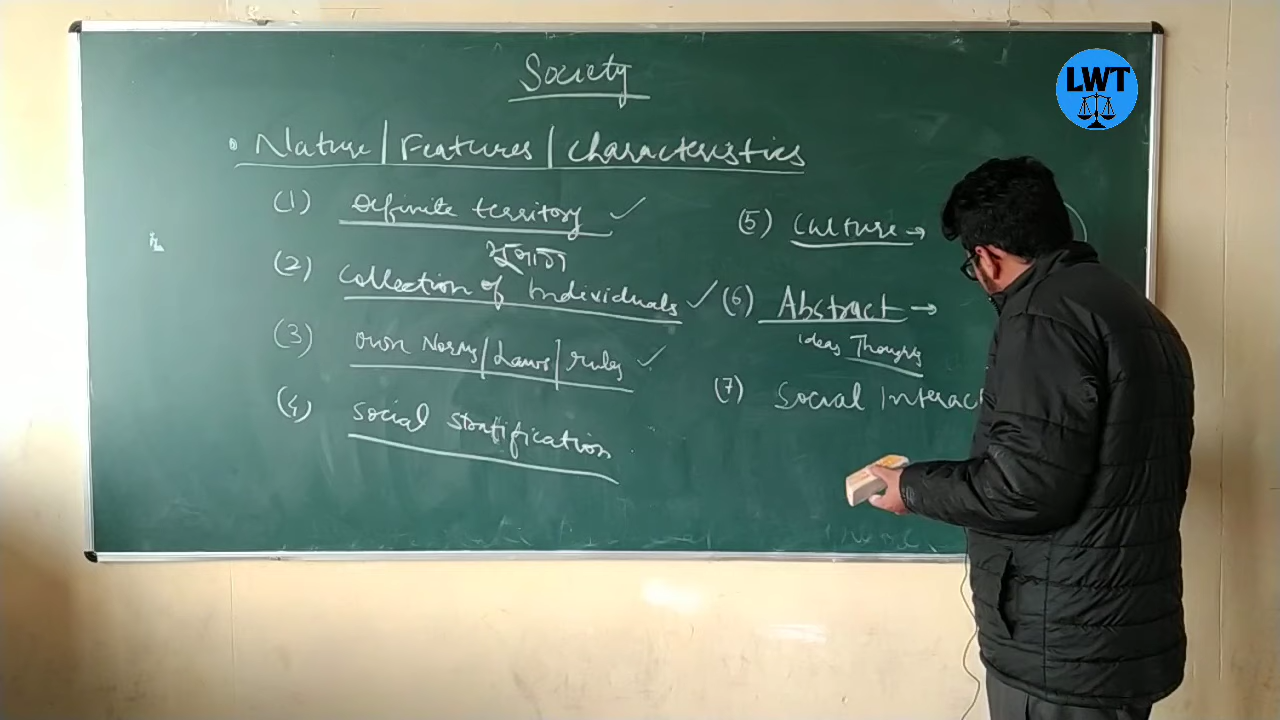 Society
Nature | Features | Characteristics
(1) Definite territory
(2) Collection of Individuals
(3) Own Norms | Laws | rules
(4) Social stratification
(5) Culture →
(6) Abstract →
ideas Thoughts
(7) Social Interact
LWT